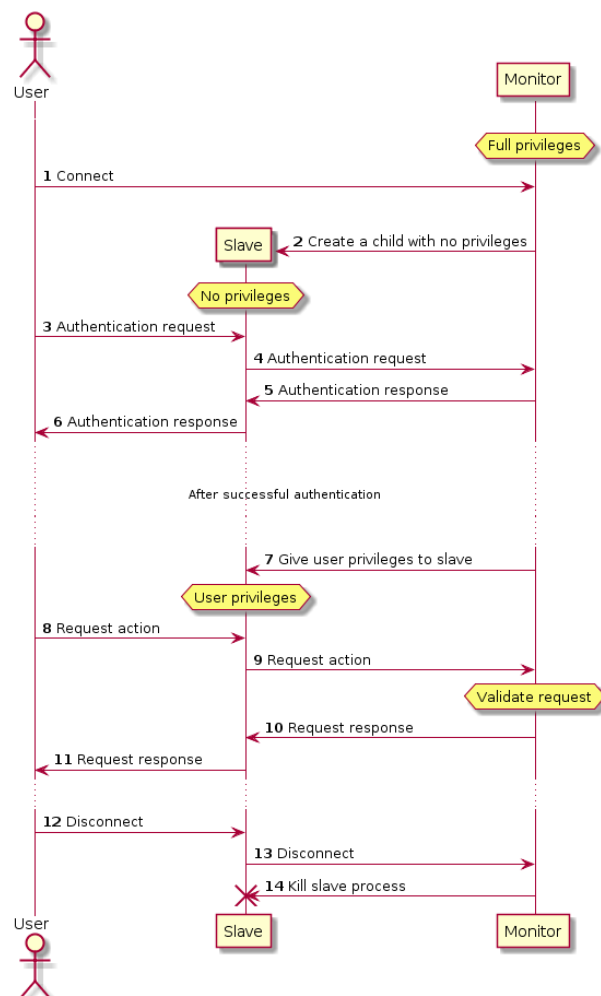 User
Monitor
Full privileges
1 Connect
Slave
2 Create a child with no privileges
No privileges
3 Authentication request
4 Authentication request
5 Authentication response
6 Authentication response
After successful authentication
7 Give user privileges to slave
User privileges
8 Request action
9 Request action
Validate request
10 Request response
11 Request response
12 Disconnect
13 Disconnect
14 Kill slave process
User
Slave
Monitor